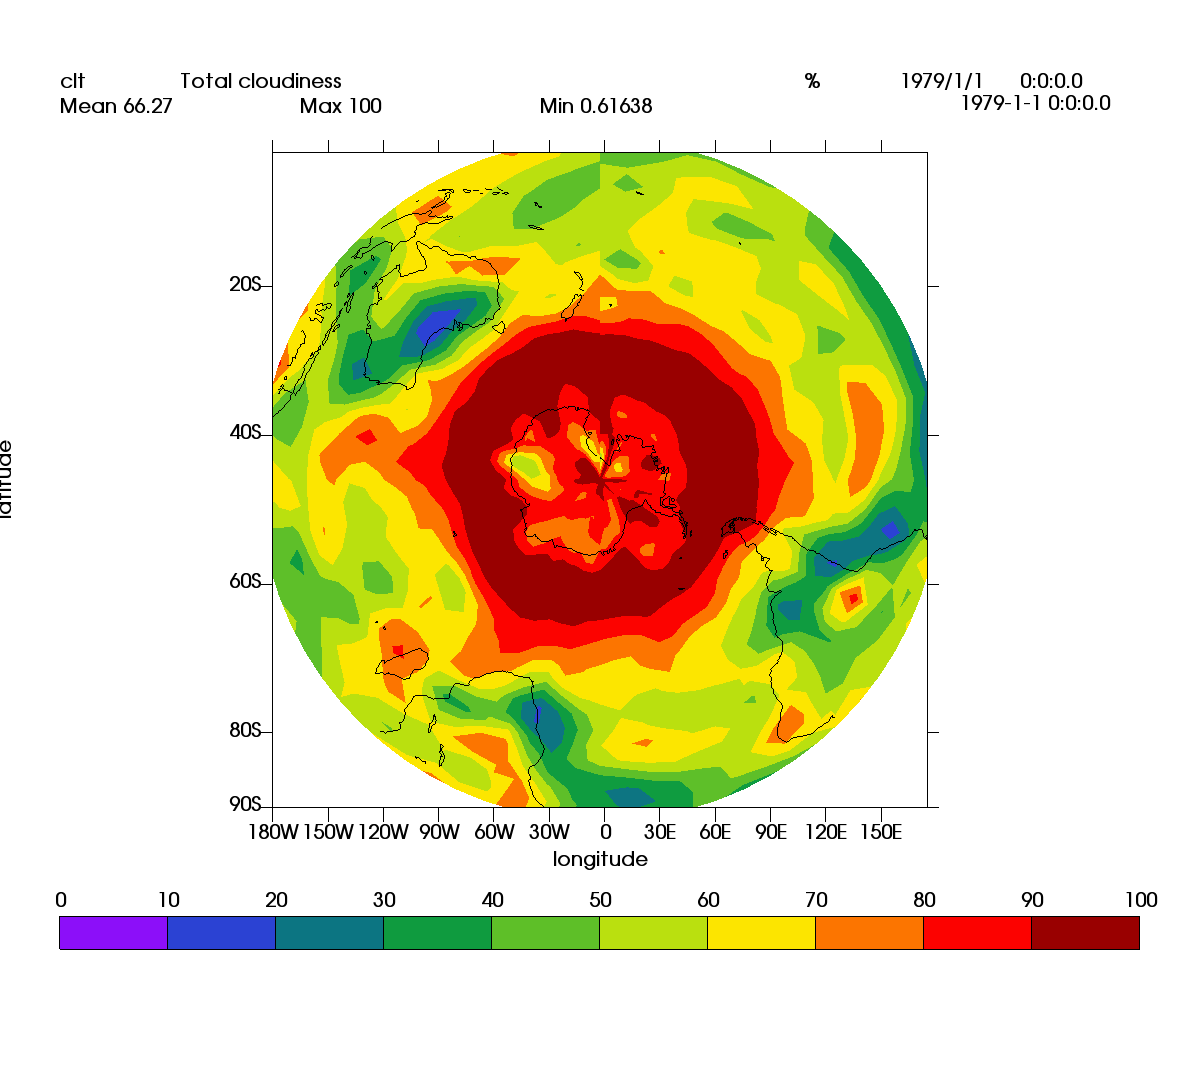 clt Total cloudiness % 1979/1/1 0:0:0.0
Mean 66.27 Max 100 Min 0.61638 1979-1-1 0:0:0.0
20S
40S
latitude
60S
80S
90S
180W 150W 120W 90W 60W 30W 0 30E 60E 90E 120E 150E
longitude
0 10 20 30 40 50 60 70 80 90 100